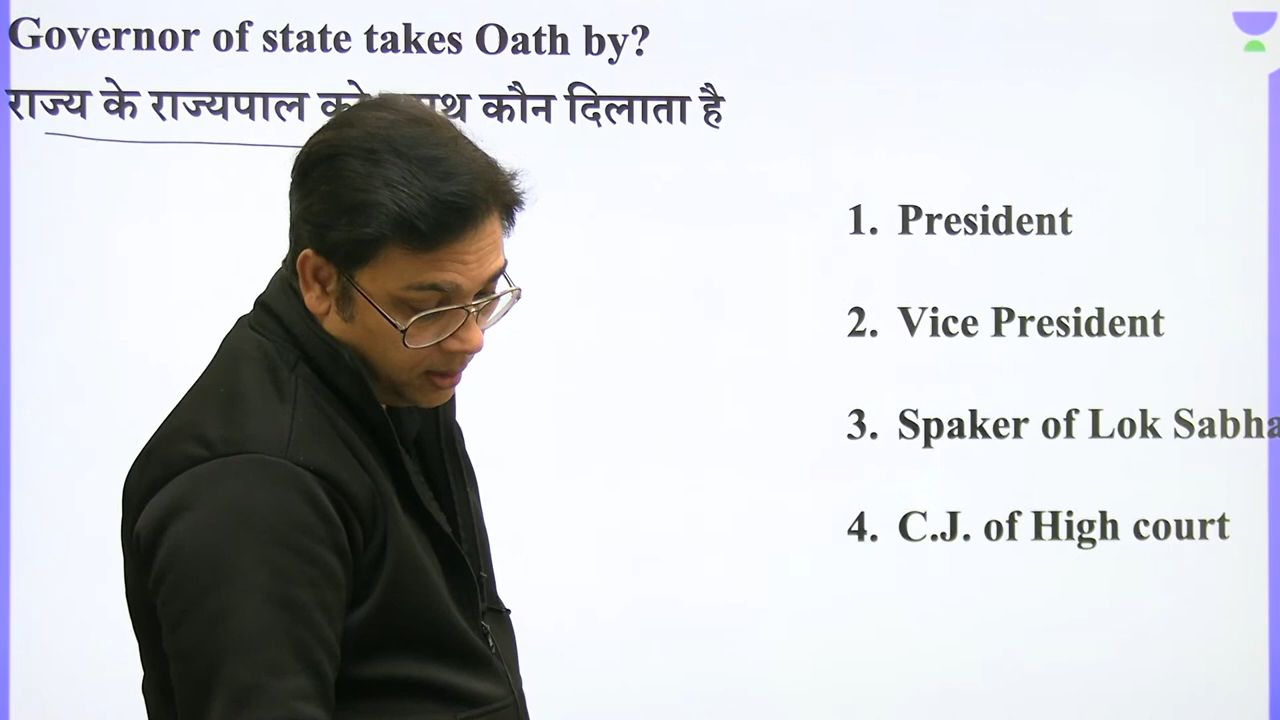 Governor of state takes Oath by?
राज्य के राज्यपाल कौन दिलाता है
1. President
2. Vice President
3. Spaker of Lok Sabha
4. C.J. of High court